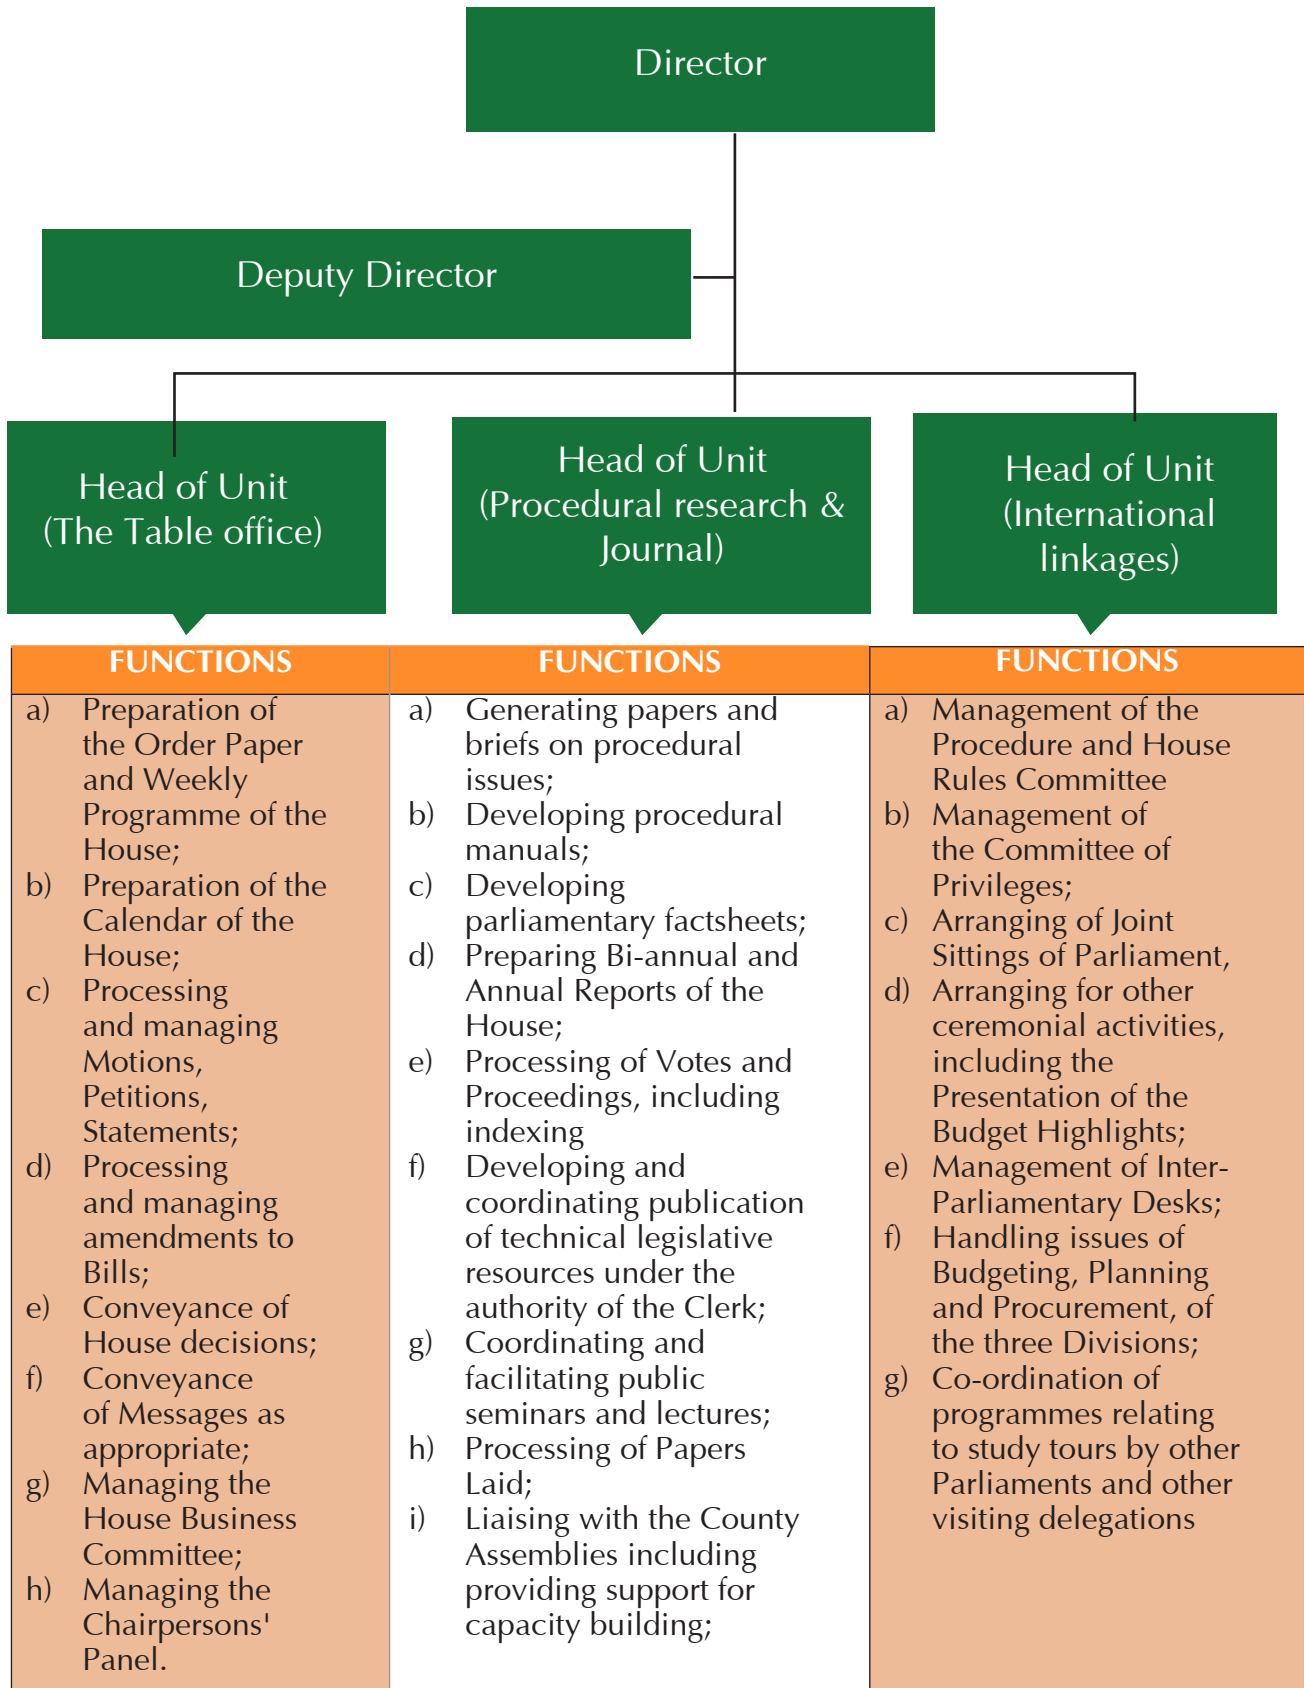 Director
Deputy Director
Head of Unit
(The Table office)
Head of Unit
(Procedural research &
Journal)
Head of Unit
(International
linkages)
FUNCTIONS
a) Preparation of
the Order Paper
and Weekly
Programme of the
House;
b) Preparation of the
Calendar of the
House;
c) Processing
and managing
Motions,
Petitions,
Statements;
d) Processing
and managing
amendments to
Bills;
e) Conveyance of
House decisions;
f) Conveyance
of Messages as
appropriate;
g) Managing the
House Business
Committee;
h) Managing the
Chairpersons'
Panel.
FUNCTIONS
a) Generating papers and
briefs on procedural
issues;
b) Developing procedural
manuals;
c) Developing
parliamentary factsheets;
d) Preparing Bi-annual and
Annual Reports of the
House;
e) Processing of Votes and
Proceedings, including
indexing
f) Developing and
coordinating publication
of technical legislative
resources under the
authority of the Clerk;
g) Coordinating and
facilitating public
seminars and lectures;
h) Processing of Papers
Laid;
i) Liaising with the County
Assemblies including
providing support for
capacity building;
FUNCTIONS
a) Management of the
Procedure and House
Rules Committee
b) Management of
the Committee of
Privileges;
c) Arranging of Joint
Sittings of Parliament,
d) Arranging for other
ceremonial activities,
including the
Presentation of the
Budget Highlights;
e) Management of Inter-
Parliamentary Desks;
f) Handling issues of
Budgeting, Planning
and Procurement, of
the three Divisions;
g) Co-ordination of
programmes relating
to study tours by other
Parliaments and other
visiting delegations